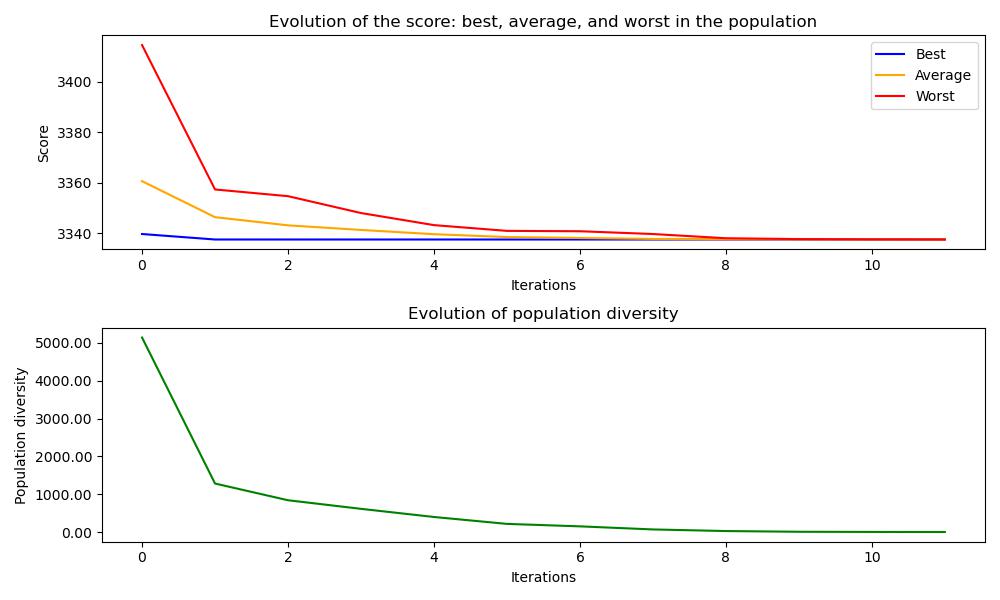 Evolution of the score: best, average, and worst in the population
Score
3400
3380
3360
3340
Best
Average
Worst
0 2 4 6 8 10
Iterations
Evolution of population diversity
Population diversity
5000.00
4000.00
3000.00
2000.00
1000.00
0.00
0 2 4 6 8 10
Iterations